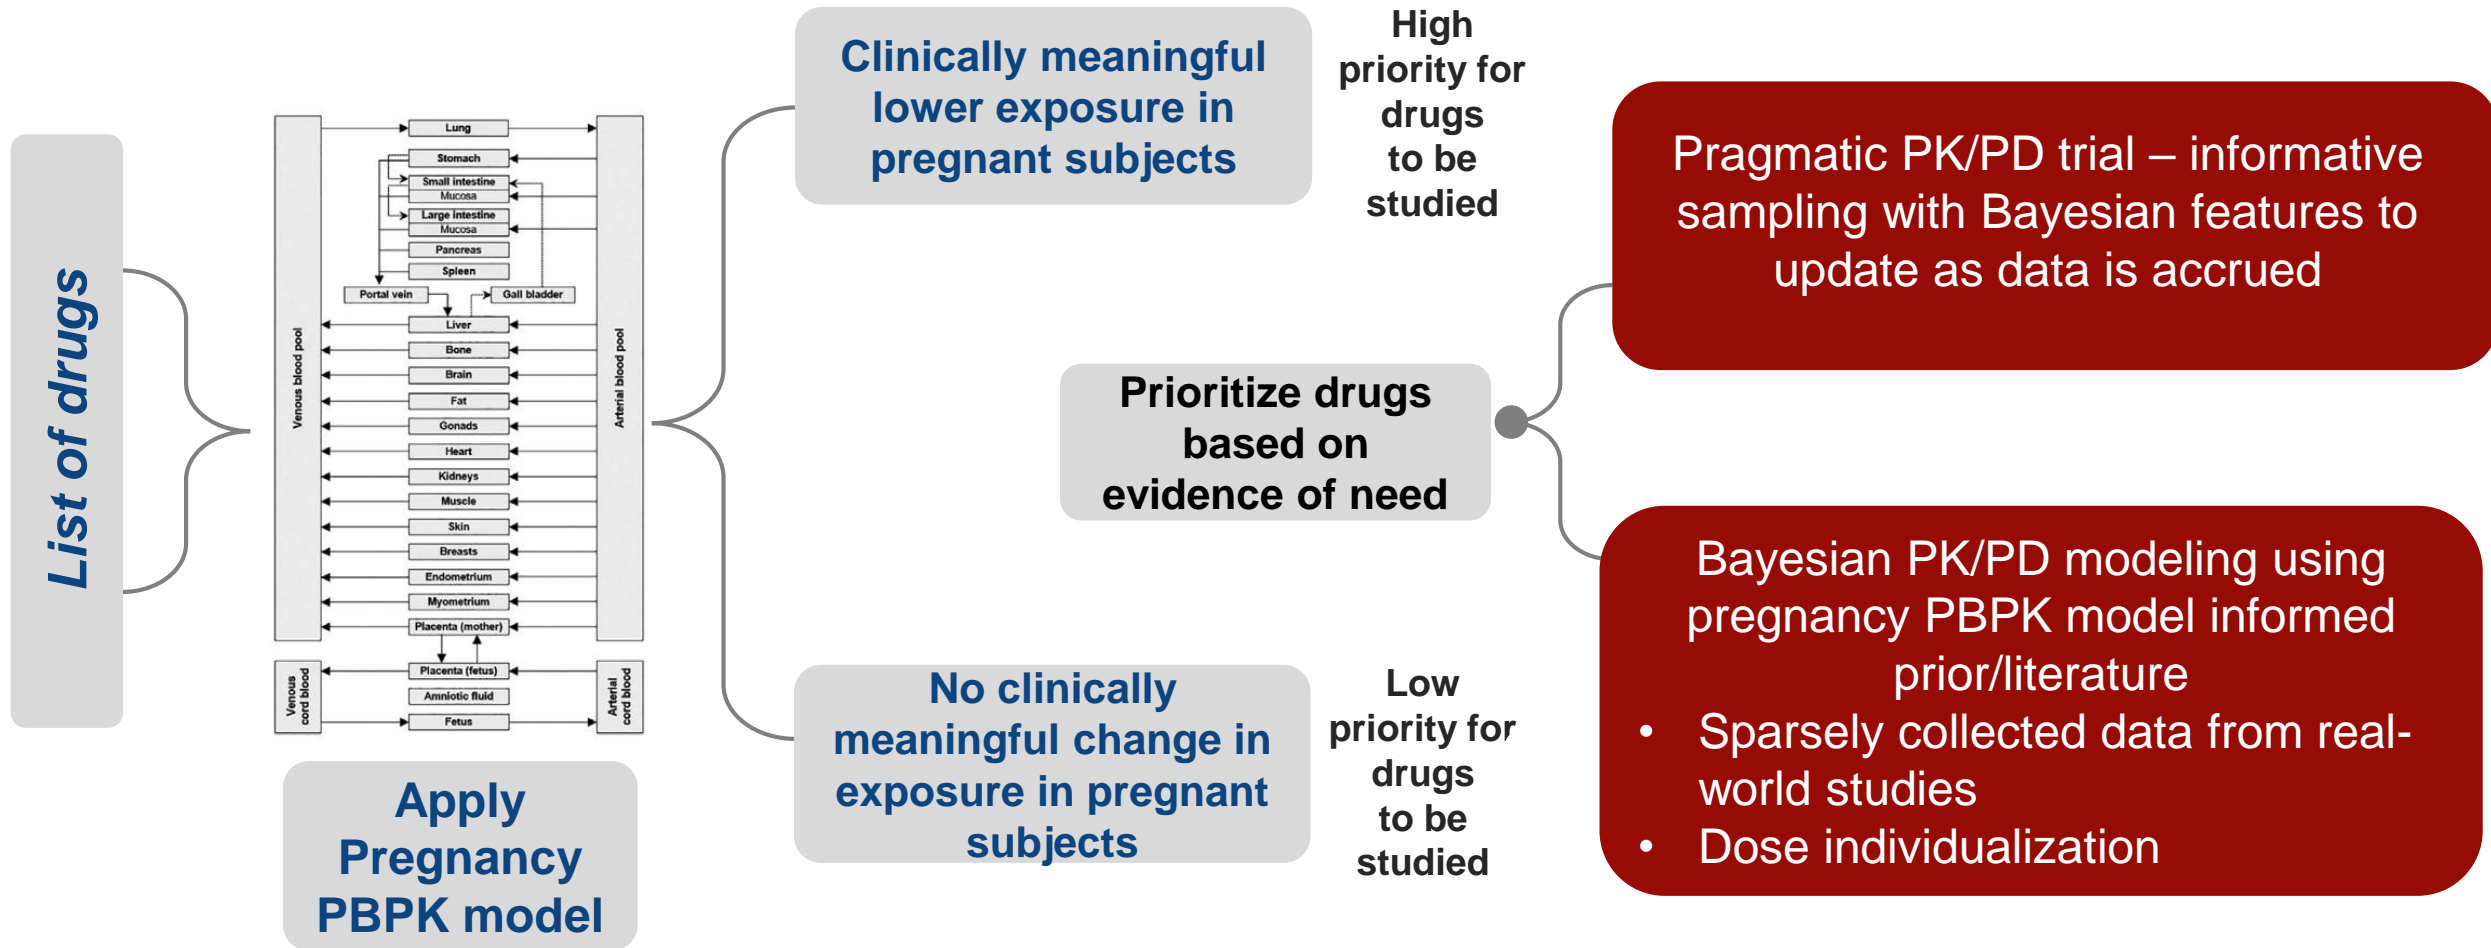 List of drugs
Venous blood pool
Lung
Stomach
Small intestine
Mucosa
Large intestine
Mucosa
Pancreas
Spleen
Portal vein
Gall bladder
Liver
Bone
Brain
Fat
Gonads
Heart
Kidneys
Muscle
Skin
Breasts
Endometrium
Myometrium
Placenta (mother)
Arterial blood pool
Venous
cord blood
Placenta (fetus)
Amniotic fluid
Fetus
Arterial
cord blood
Apply
Pregnancy
PBPK model
Clinically meaningful
lower exposure in
pregnant subjects
High
priority for
drugs
to be
studied
No clinically
meaningful change in
exposure in pregnant
subjects
Low
priority for
drugs
to be
studied
Prioritize drugs
based on
evidence of need
Pragmatic PK/PD trial – informative
sampling with Bayesian features to
update as data is accrued
Bayesian PK/PD modeling using
pregnancy PBPK model informed
prior/literature
• Sparsely collected data from real-
world studies
• Dose individualization